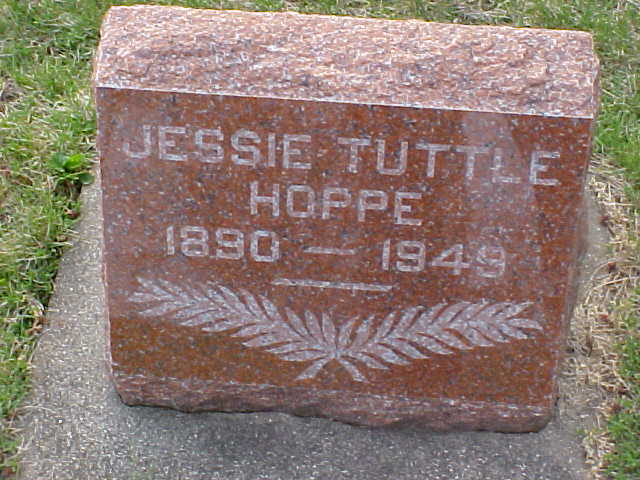 JESSIE TUTTLE
HOPPE
1890 — 1949